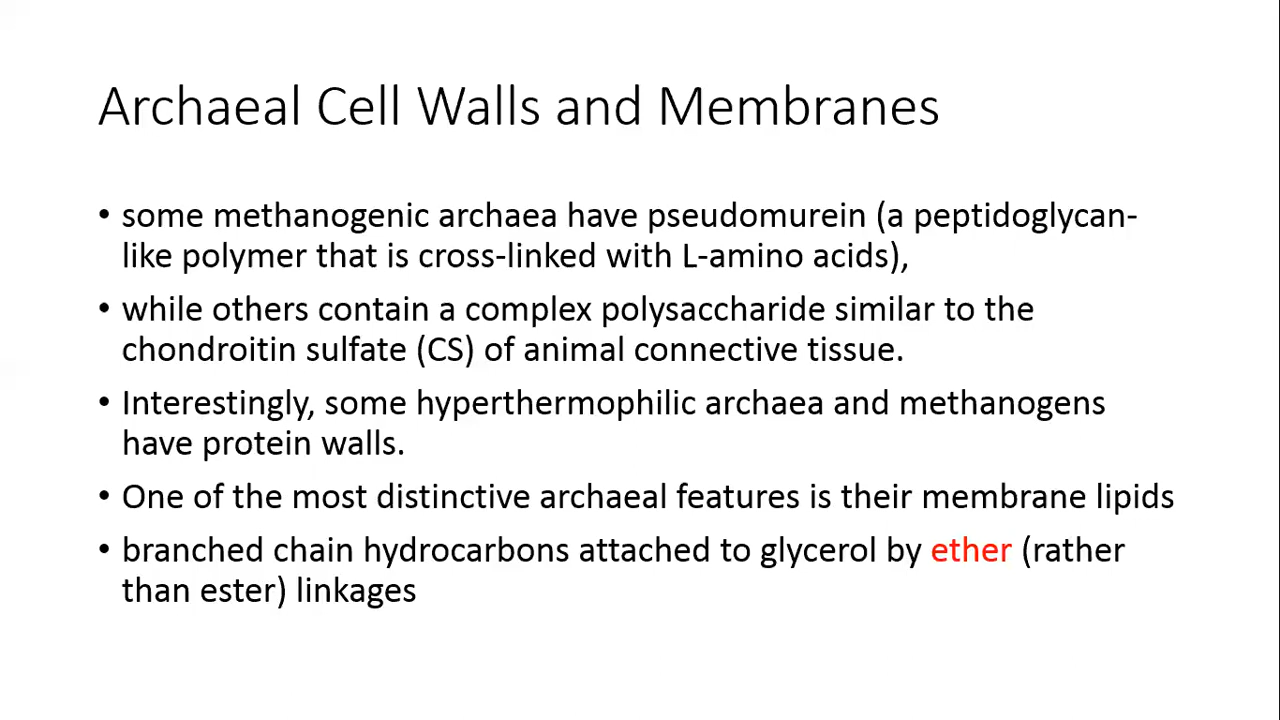 Archaeal Cell Walls and Membranes
• some methanogenic archaea have pseudomurein (a peptidoglycan-
like polymer that is cross-linked with L-amino acids),
• while others contain a complex polysaccharide similar to the
chondroitin sulfate (CS) of animal connective tissue.
• Interestingly, some hyperthermophilic archaea and methanogens
have protein walls.
• One of the most distinctive archaeal features is their membrane lipids
• branched chain hydrocarbons attached to glycerol by ether (rather
than ester) linkages